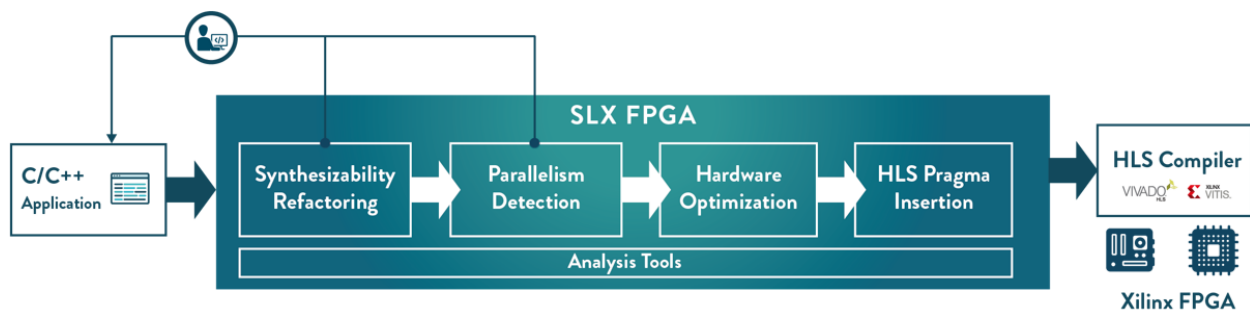 SLX FPGA
C/C++
Application
Synthesizability
Refactoring
Parallelism
Detection
Hardware
Optimization
HLS Pragma
Insertion
Analysis Tools
HLS Compiler
VIVADO
HLS
XILINX
VITIS.
Xilinx FPGA